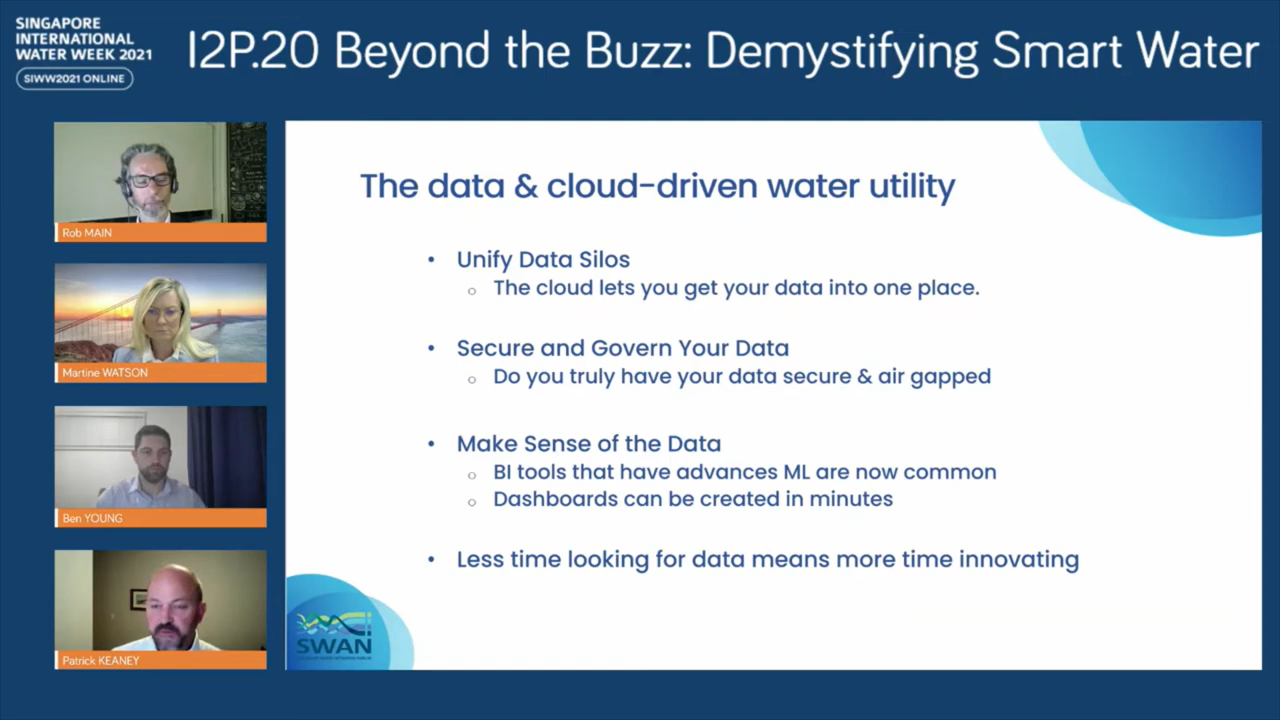 SINGAPORE
INTERNATIONAL
WATER WEEK 2021
SIWW2021 ONLINE
I2P.20 Beyond the Buzz: Demystifying Smart Water
Rob MAIN
Martine WATSON
Ben YOUNG
Patrick KEANEY
The data & cloud-driven water utility
• Unify Data Silos
o The cloud lets you get your data into one place.
• Secure and Govern Your Data
o Do you truly have your data secure & air gapped
• Make Sense of the Data
o BI tools that have advances ML are now common
o Dashboards can be created in minutes
• Less time looking for data means more time innovating
SWAN